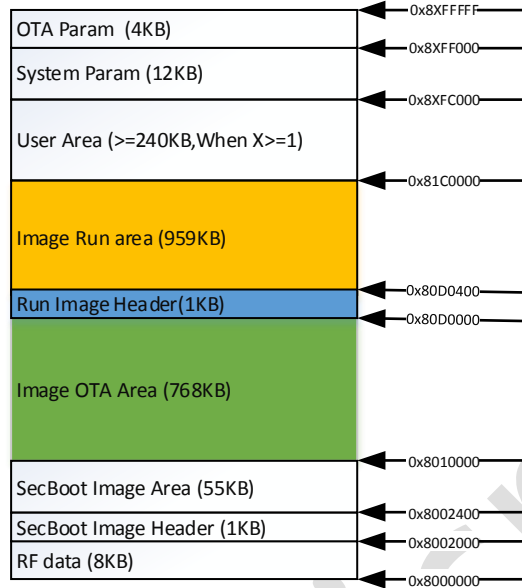 0x8XFFFFF
OTA Param (4KB)
0x8XFF000
System Param (12KB)
0x8XFC000
User Area (>=240KB,When X>=1)
0x81C0000
Image Run area (959KB)
0x80D0400
Run Image Header(1KB)
0x80D0000
Image OTA Area (768KB)
0x8010000
SecBoot Image Area (55KB)
0x8002400
SecBoot Image Header (1KB)
0x8002000
RF data (8KB)
0x8000000